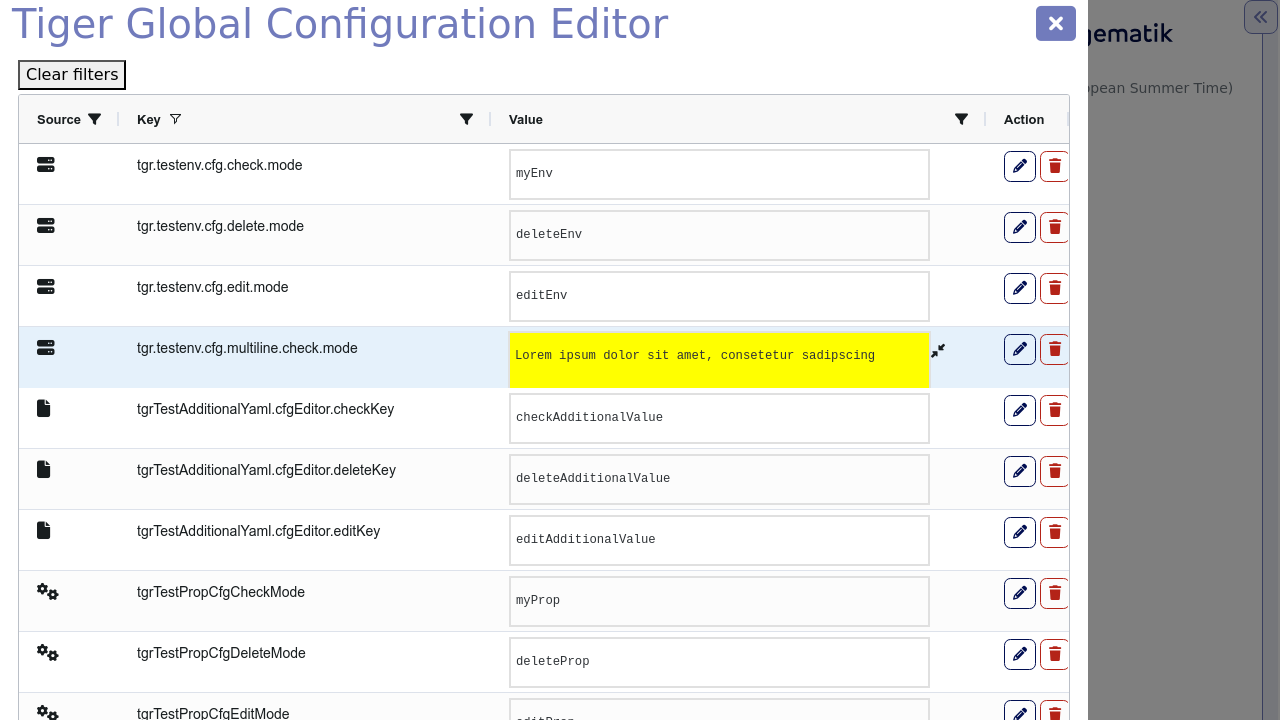 Tiger Global Configuration Editor
gematik
opean Summer Time)
Clear filters
Source Key Value Action
tgr.testenv.cfg.check.mode myEnv
tgr.testenv.cfg.delete.mode deleteEnv
tgr.testenv.cfg.edit.mode editEnv
tgr.testenv.cfg.multiline.check.mode Lorem ipsum dolor sit amet, consetetur sadipscing
tgrTestAdditionalYaml.cfgEditor.checkKey checkAdditionalValue
tgrTestAdditionalYaml.cfgEditor.deleteKey deleteAdditionalValue
tgrTestAdditionalYaml.cfgEditor.editKey editAdditionalValue
tgrTestPropCfgCheckMode myProp
tgrTestPropCfgDeleteMode deleteProp
tgrTestPropCfgEditMode editProp